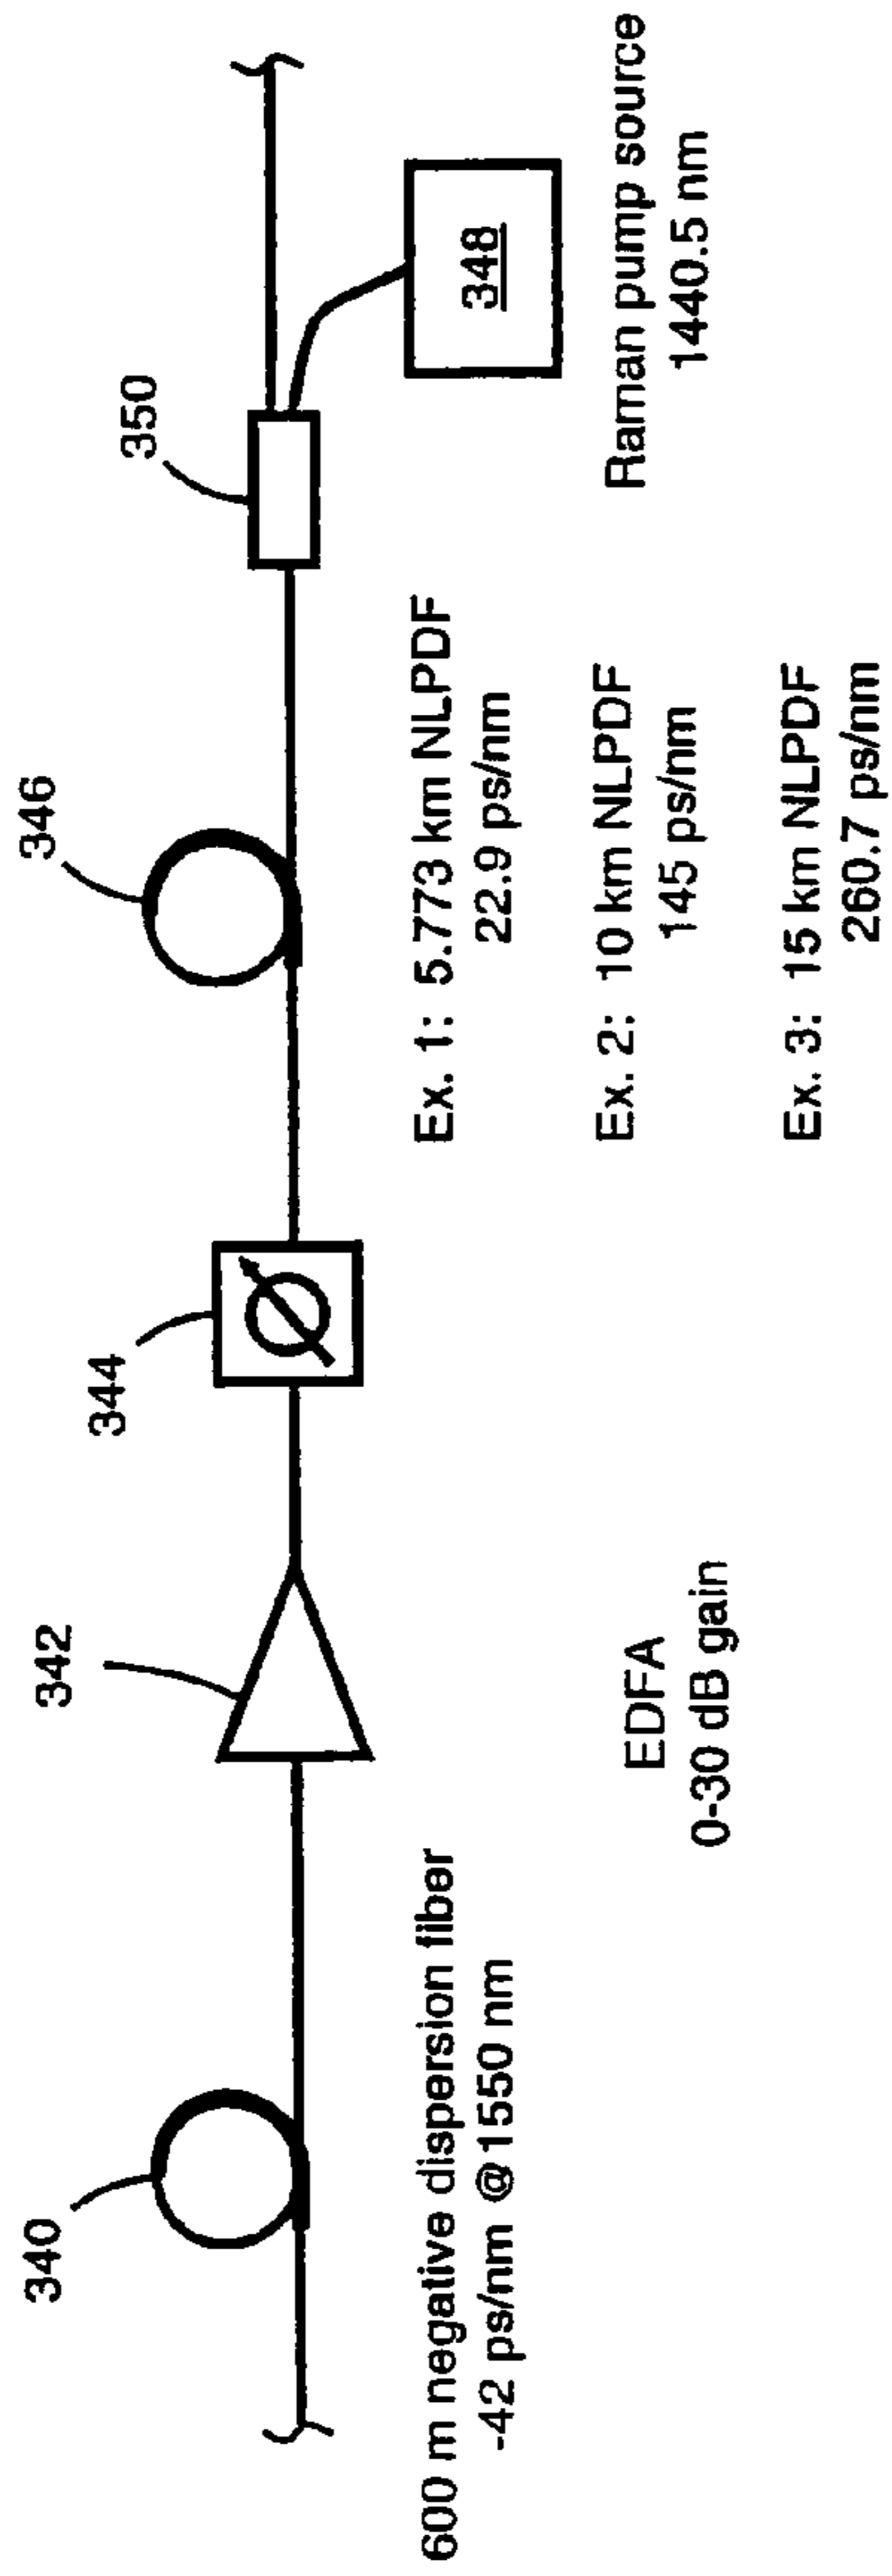 340
342
344
346
350
348
600 m negative dispersion fiber
-42 ps/nm @1550 nm
EDFA
0-30 dB gain
Ex. 1: 5.773 km NLPDF
22.9 ps/nm
Ex. 2: 10 km NLPDF
145 ps/nm
Ex. 3: 15 km NLPDF
260.7 ps/nm
Raman pump source
1440.5 nm